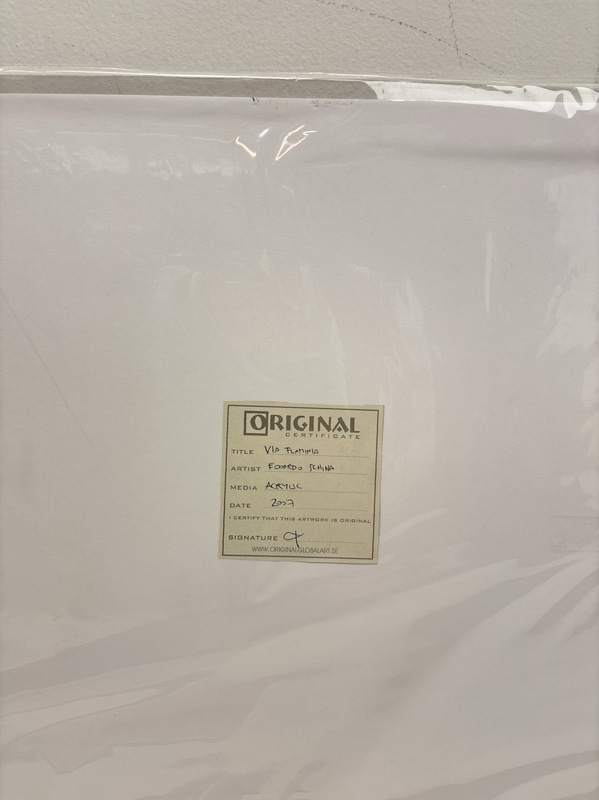 ORIGINAL
CERTIFICATE
TITLE VIA FLAMINIA
ARTIST EDOARDO SCHINA
MEDIA ACRYLIC
DATE 2007
I CERTIFY THAT THIS ARTWORK IS ORIGINAL
SIGNATURE
WWW.ORIGINALGLOBALART.SE